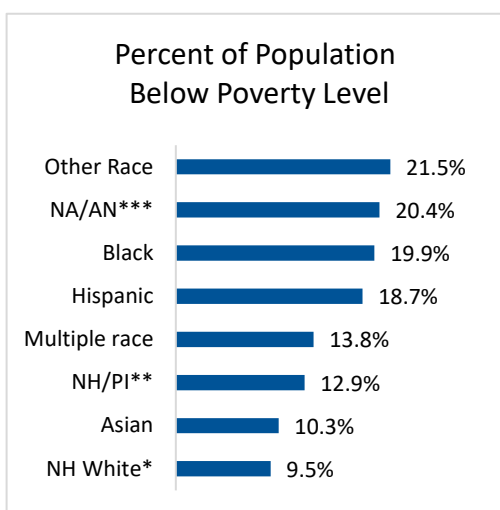 Percent of Population
Below Poverty Level
Other Race 21.5%
NA/AN*** 20.4%
Black 19.9%
Hispanic 18.7%
Multiple race 13.8%
NH/PI** 12.9%
Asian 10.3%
NH White* 9.5%